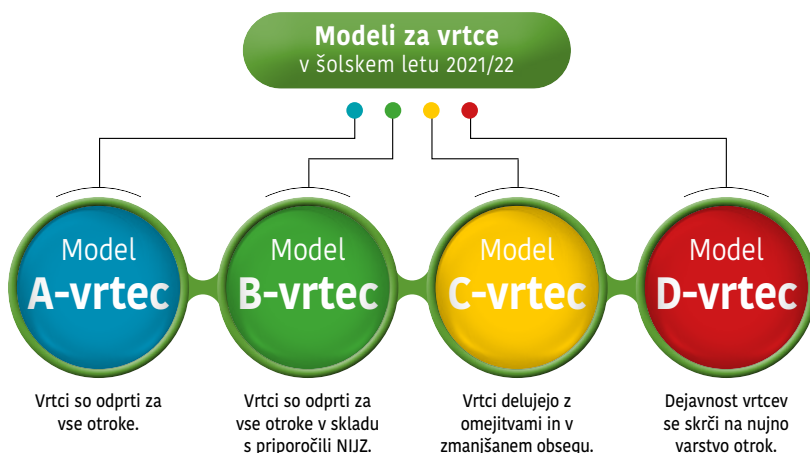 Modeli za vrtce
v šolskem letu 2021/22
Model
A-vrtec
Vrtci so odprti za
vse otroke.
Model
B-vrtec
Vrtci so odprti za
vse otroke v skladu
s priporočili NIJZ.
Model
C-vrtec
Vrtci delujejo z
omejitvami in v
zmanjšanem obsegu.
Model
D-vrtec
Dejavnost vrtcev
se skrči na nujno
varstvo otrok.